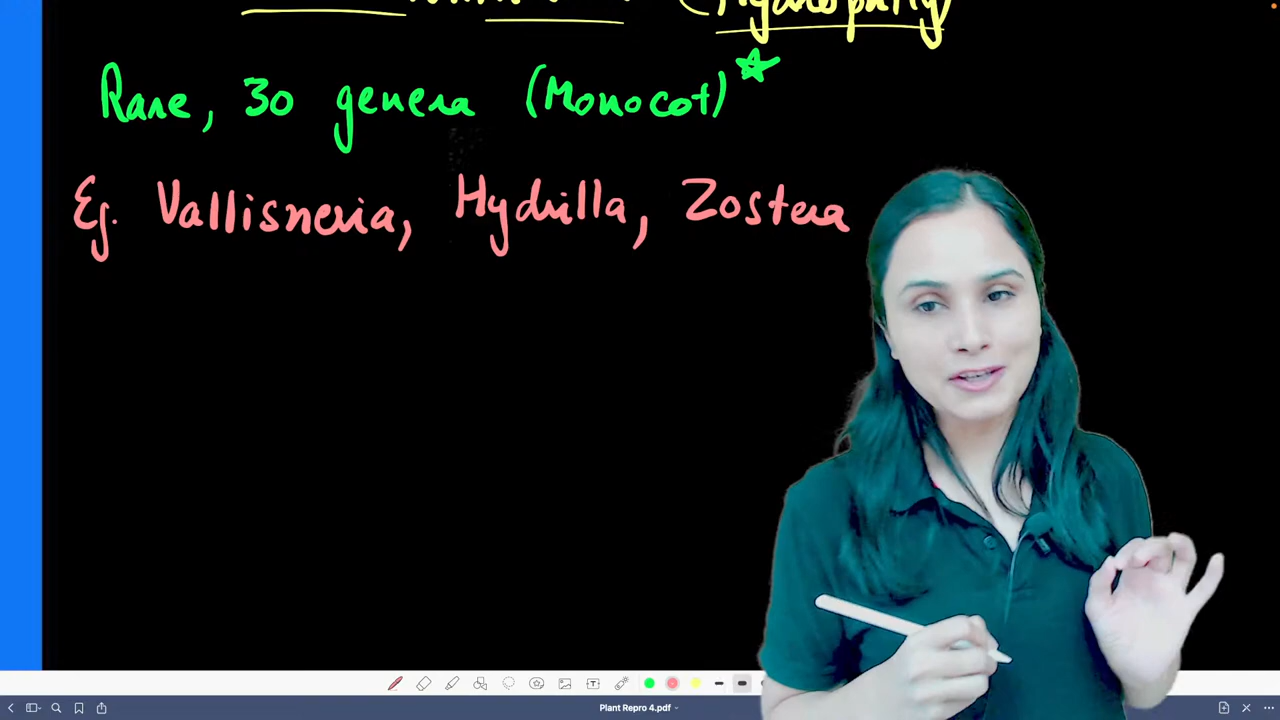 Rare, 30 genera (Monocot)
Eg. Vallisneria, Hydrilla, Zostera
Plant Repro 4.pdf